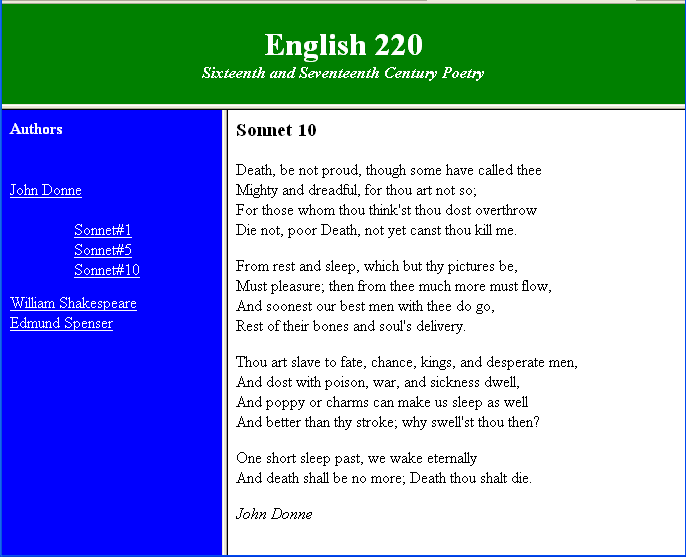 English 220
Sixteenth and Seventeenth Century Poetry
Authors
John Donne
Sonnet#1
Sonnet#5
Sonnet#10
William Shakespeare
Edmund Spenser
Sonnet 10
Death, be not proud, though some have called thee
Mighty and dreadful, for thou art not so;
For those whom thou think'st thou dost overthrow
Die not, poor Death, not yet canst thou kill me.
From rest and sleep, which but thy pictures be,
Must pleasure; then from thee much more must flow,
And soonest our best men with thee do go,
Rest of their bones and soul's delivery.
Thou art slave to fate, chance, kings, and desperate men,
And dost with poison, war, and sickness dwell,
And poppy or charms can make us sleep as well
And better than thy stroke; why swell'st thou then?
One short sleep past, we wake eternally
And death shall be no more; Death thou shalt die.
John Donne